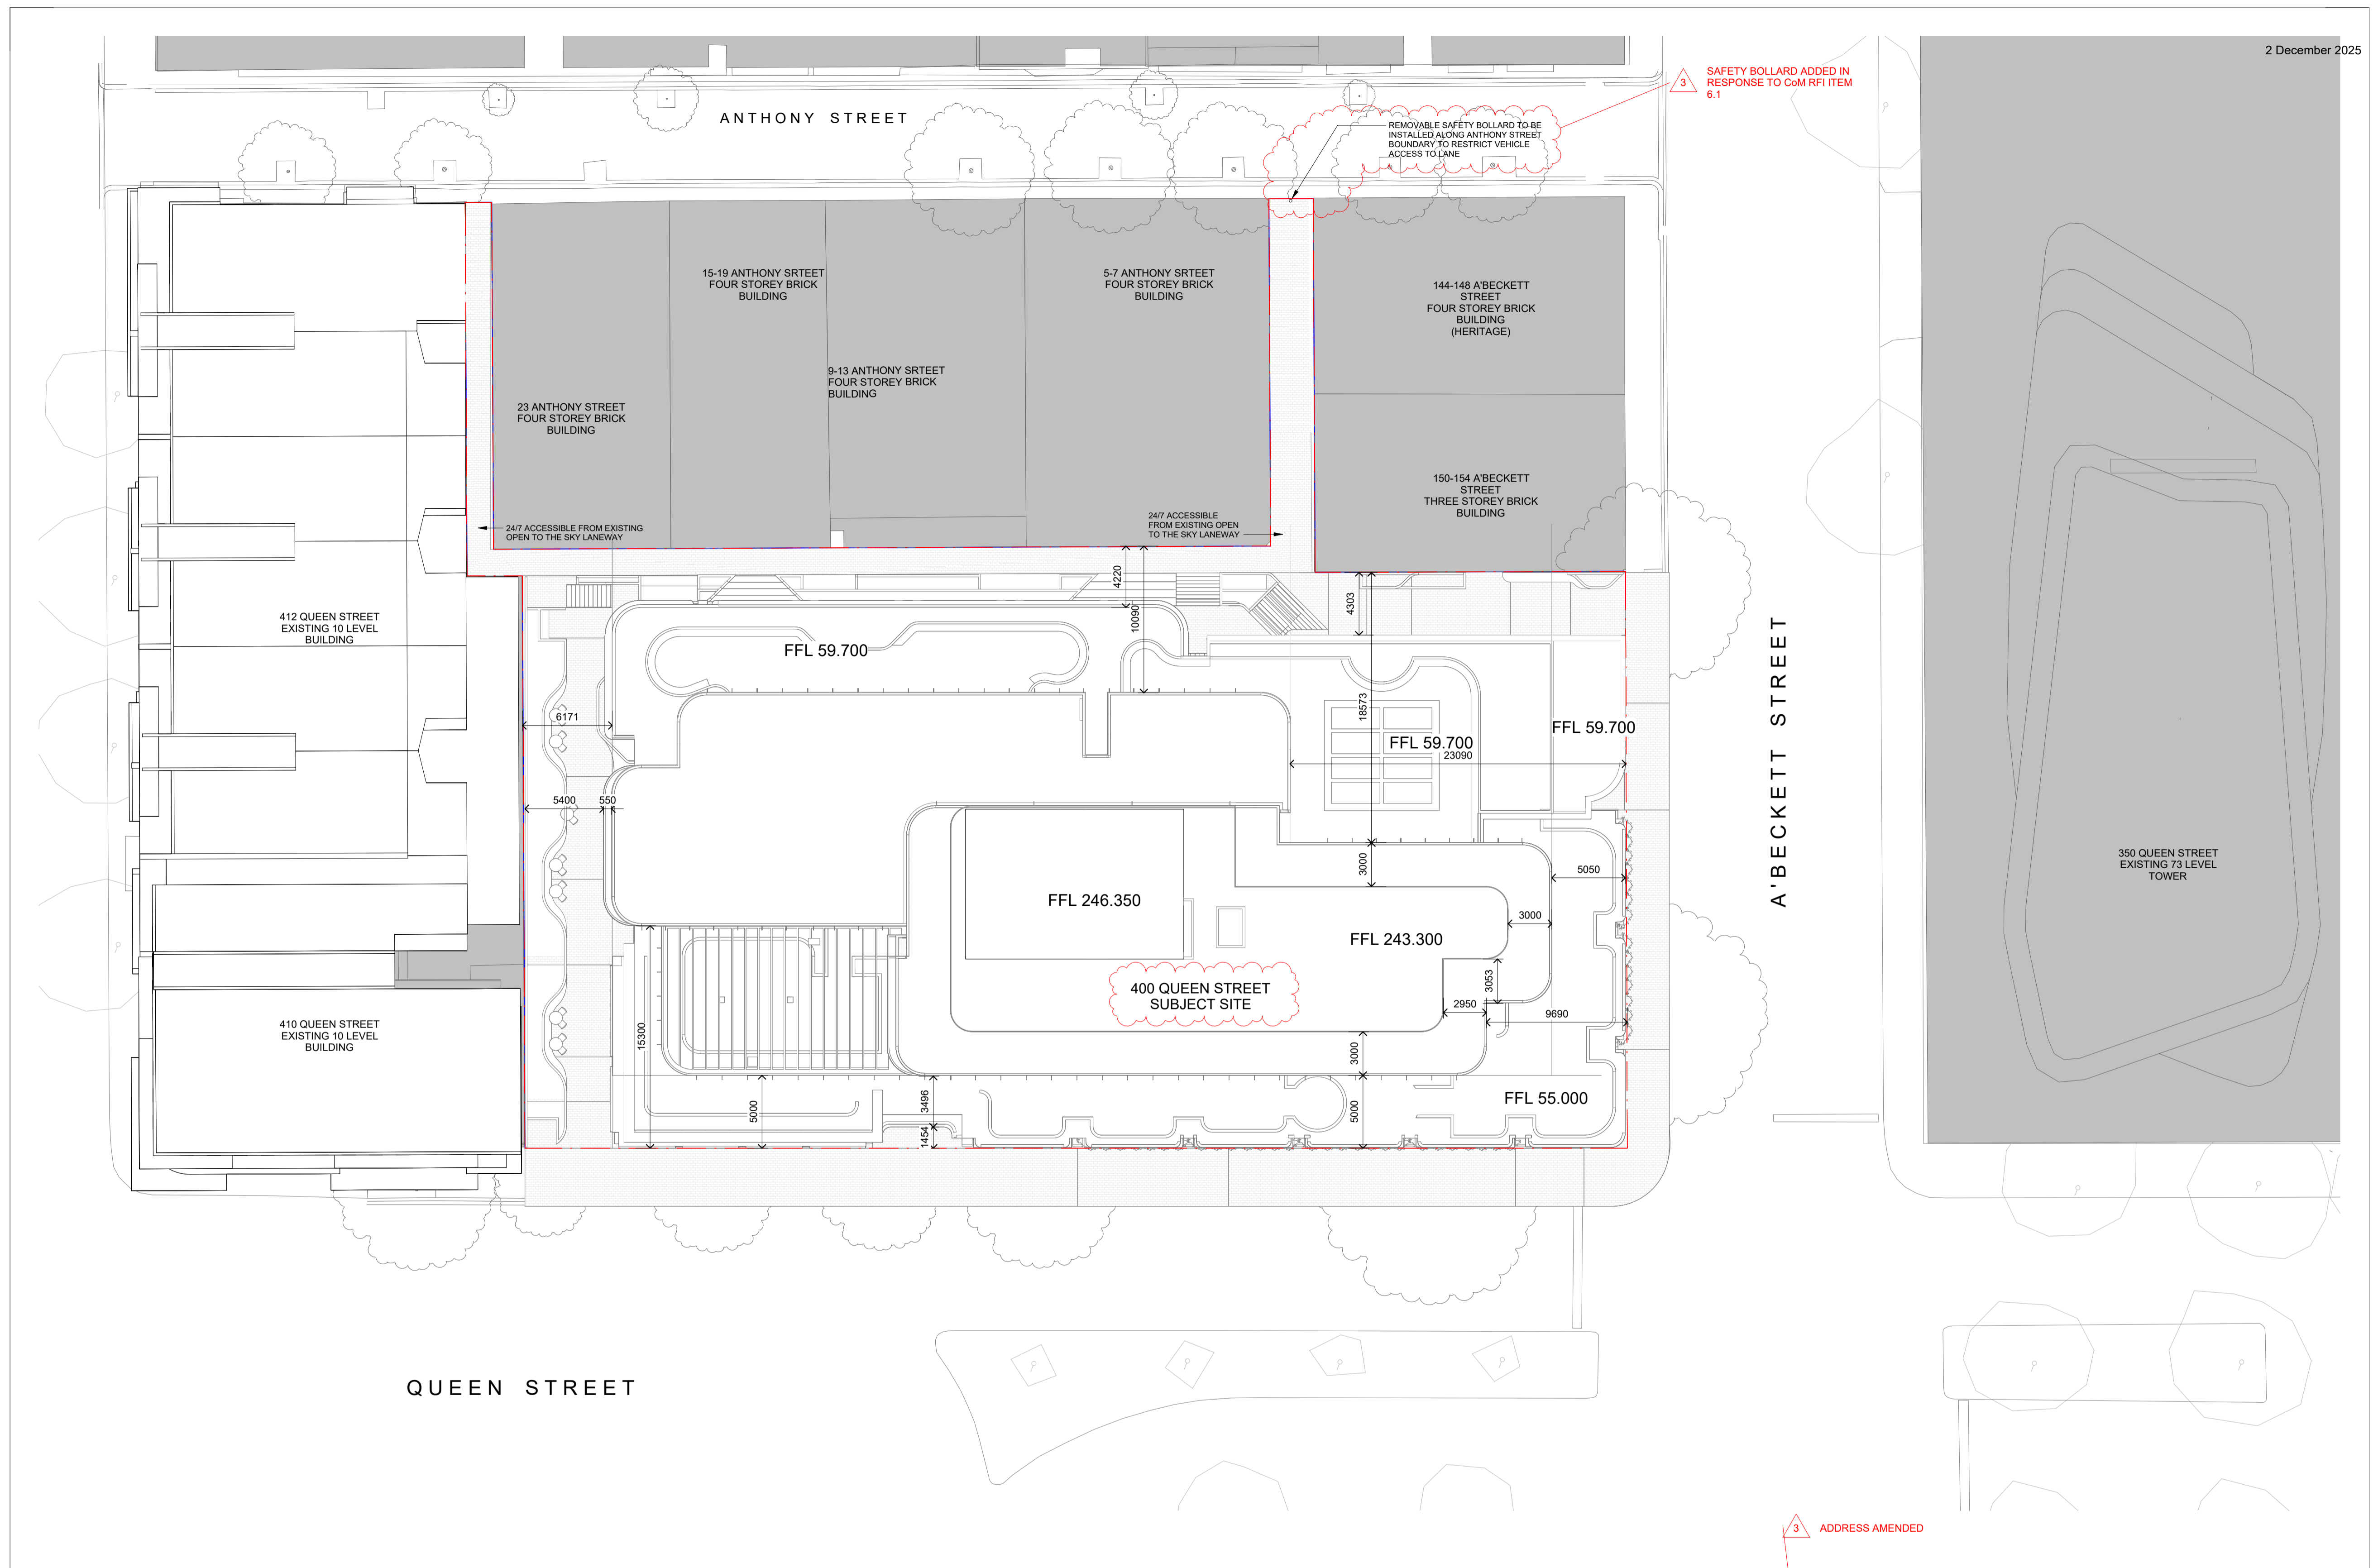 2 December 2025
3
SAFETY BOLLARD ADDED IN
RESPONSE TO CoM RFI ITEM
6.1
ANTHONY STREET
REMOVABLE SAFETY BOLLARD TO BE
INSTALLED ALONG ANTHONY STREET
BOUNDARY TO RESTRICT VEHICLE
ACCESS TO LANE
15-19 ANTHONY SRTEET
FOUR STOREY BRICK
BUILDING
5-7 ANTHONY SRTEET
FOUR STOREY BRICK
BUILDING
144-148 A'BECKETT
STREET
FOUR STOREY BRICK
BUILDING
(HERITAGE)
9-13 ANTHONY SRTEET
FOUR STOREY BRICK
BUILDING
23 ANTHONY STREET
FOUR STOREY BRICK
BUILDING
150-154 A'BECKETT
STREET
THREE STOREY BRICK
BUILDING
24/7 ACCESSIBLE FROM EXISTING
OPEN TO THE SKY LANEWAY
24/7 ACCESSIBLE
FROM EXISTING OPEN
TO THE SKY LANEWAY
4220
10090
4303
18573
412 QUEEN STREET
EXISTING 10 LEVEL
BUILDING
FFL 59.700
6171
FFL 59.700
FFL 59.700
23090
A'BECKETT STREET
5400
550
3000
5050
350 QUEEN STREET
EXISTING 73 LEVEL
TOWER
FFL 246.350
3000
FFL 243.300
3053
400 QUEEN STREET
SUBJECT SITE
2950
9690
410 QUEEN STREET
EXISTING 10 LEVEL
BUILDING
15300
3000
5000
3496
1454
5000
FFL 55.000
QUEEN STREET
3
ADDRESS AMENDED